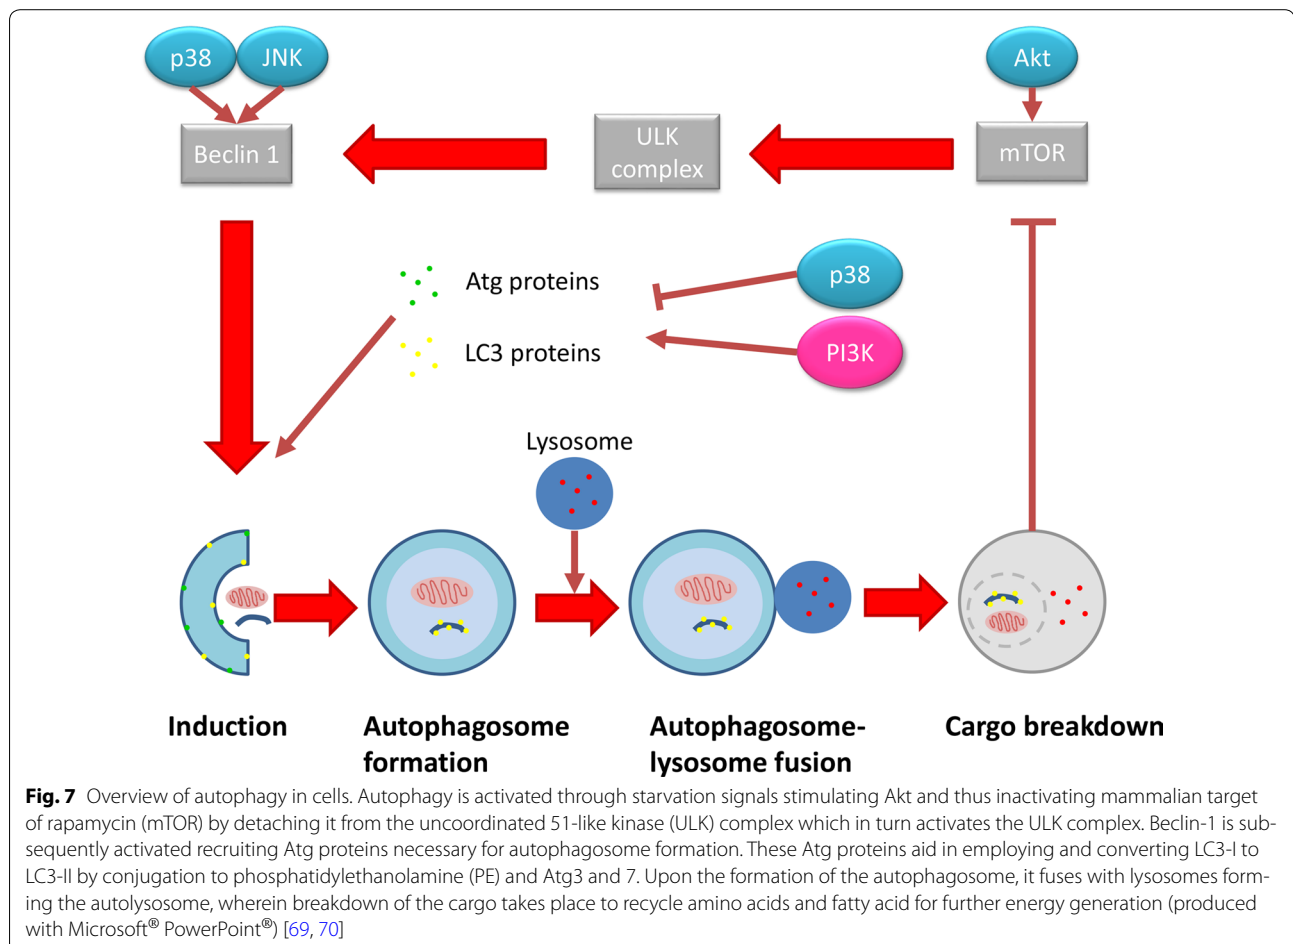 p38 JNK Akt
Beclin 1
ULK
complex
mTOR
Atg proteins
p38
LC3 proteins
PI3K
Lysosome
Induction
Autophagosome
formation
Autophagosome-
lysosome fusion
Cargo breakdown
Fig. 7 Overview of autophagy in cells. Autophagy is activated through starvation signals stimulating Akt and thus inactivating mammalian target
of rapamycin (mTOR) by detaching it from the uncoordinated 51-like kinase (ULK) complex which in turn activates the ULK complex. Beclin-1 is sub-
sequently activated recruiting Atg proteins necessary for autophagosome formation. These Atg proteins aid in employing and converting LC3-I to
LC3-II by conjugation to phosphatidylethanolamine (PE) and Atg3 and 7. Upon the formation of the autophagosome, it fuses with lysosomes form-
ing the autolysosome, wherein breakdown of the cargo takes place to recycle amino acids and fatty acid for further energy generation (produced
with Microsoft® PowerPoint®) [69, 70]